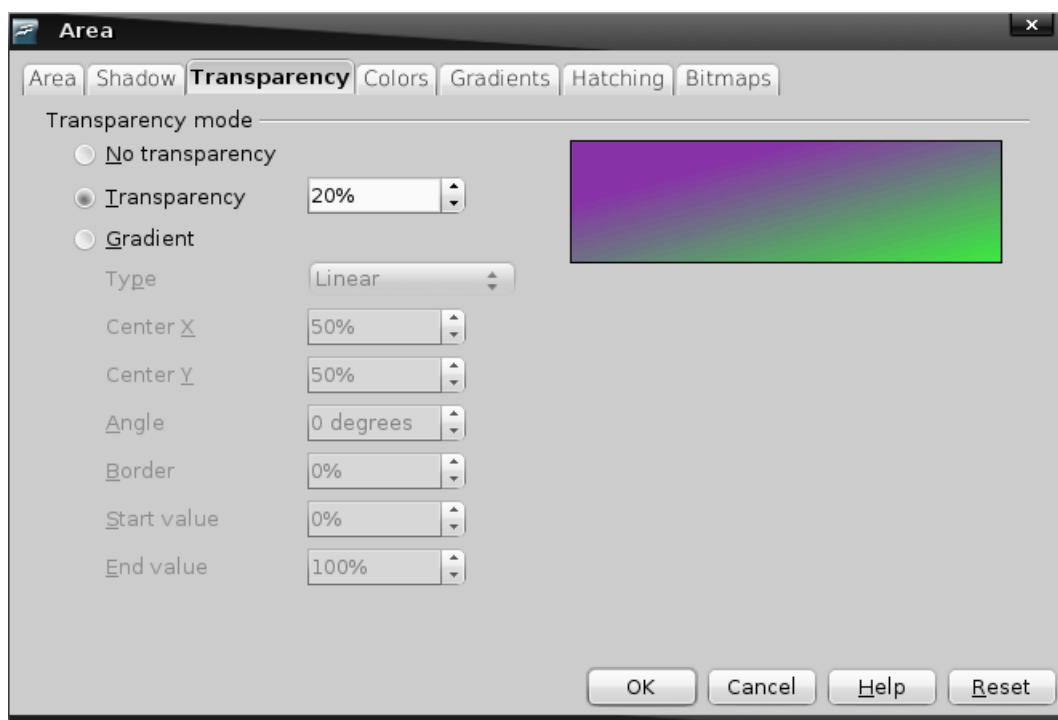 Area
Area Shadow Transparency Colors Gradients Hatching Bitmaps
Transparency mode
No transparency
Transparency 20%
Gradient
Type Linear
Center X 50%
Center Y 50%
Angle 0 degrees
Border 0%
Start value 0%
End value 100%
OK Cancel Help Reset